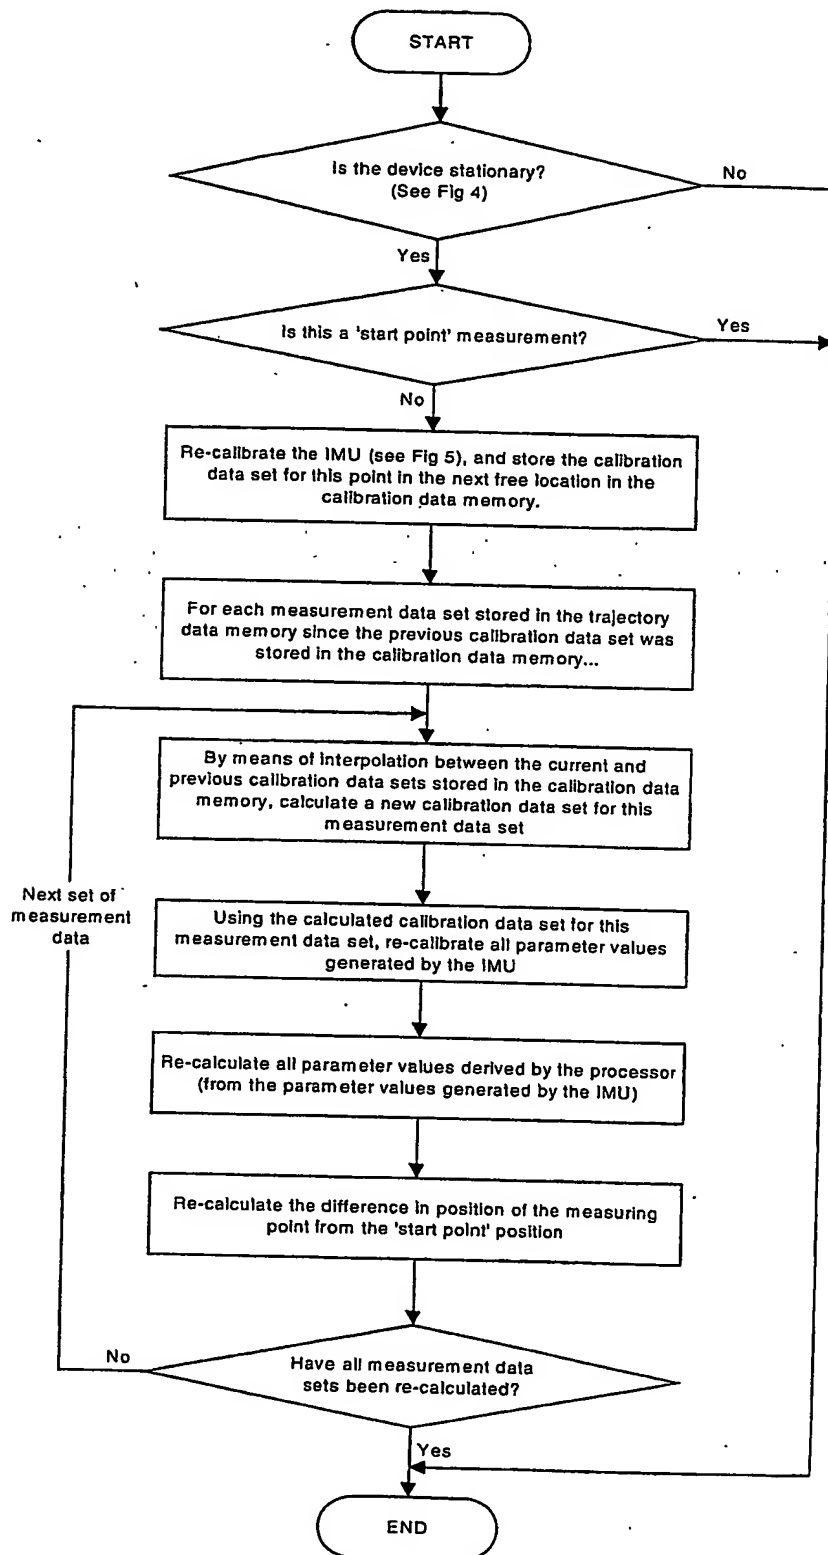 START
Is the device stationary?
(See Fig 4)
No
Yes
Is this a 'start point' measurement?
Yes
No
Re-calibrate the IMU (see Fig 5), and store the calibration
data set for this point in the next free location in the
calibration data memory.
For each measurement data set stored in the trajectory
data memory since the previous calibration data set was
stored in the calibration data memory...
By means of interpolation between the current and
previous calibration data sets stored in the calibration data
memory, calculate a new calibration data set for this
measurement data set
Next set of
measurement
data
Using the calculated calibration data set for this
measurement data set, re-calibrate all parameter values
generated by the IMU
Re-calculate all parameter values derived by the processor
(from the parameter values generated by the IMU)
Re-calculate the difference in position of the measuring
point from the 'start point' position
No
Have all measurement data
sets been re-calculated?
Yes
END